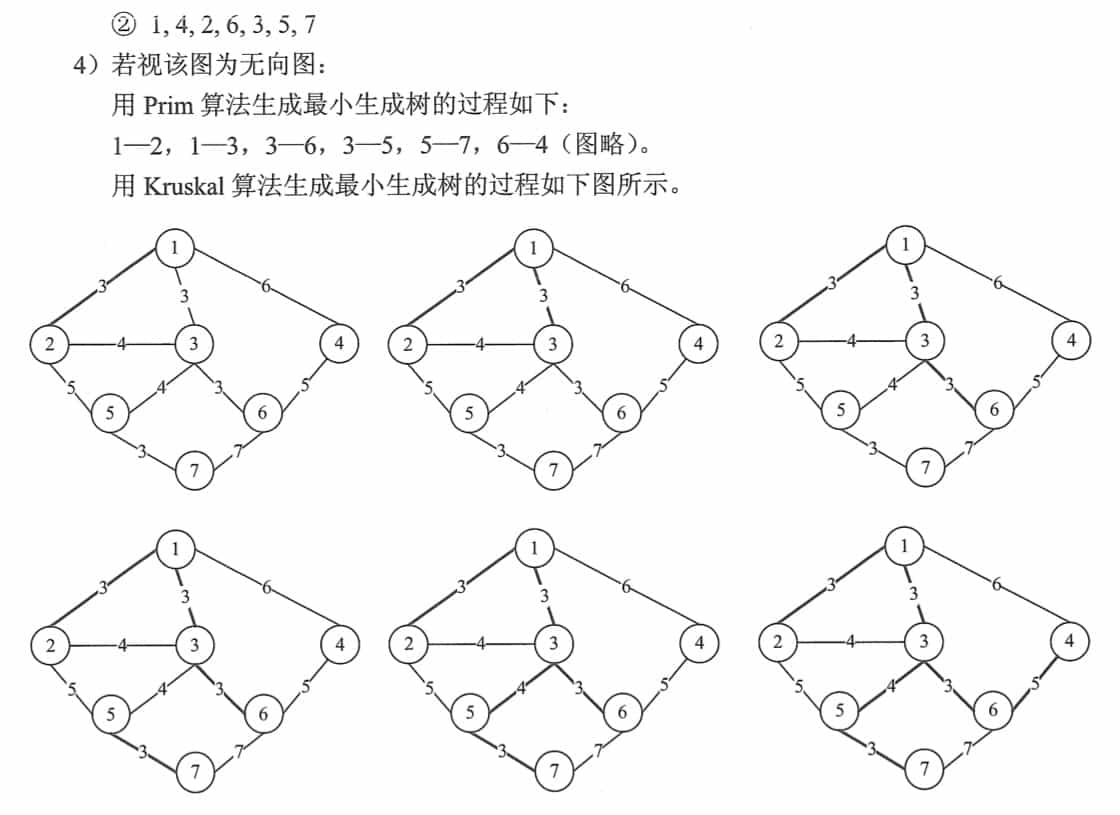 ② 1, 4, 2, 6, 3, 5, 7
4）若视该图为无向图：
用 Prim 算法生成最小生成树的过程如下：
1—2，1—3，3—6，3—5，5—7，6—4（图略）。
用 Kruskal 算法生成最小生成树的过程如下图所示。
1 1 1
3 3 6 3 3 6 3 3 6
2 4 3 4 2 4 3 4 2 4 3 4
5 4 3 5 5 4 3 5 5 4 3 5
5 6 5 6 5 6
3 7 3 7 3 7
7 7 7
1 1 1
3 3 6 3 3 6 3 3 6
2 4 3 4 2 4 3 4 2 4 3 4
5 4 3 5 5 4 3 5 5 4 3 5
5 6 5 6 5 6
3 7 3 7 3 7
7 7 7